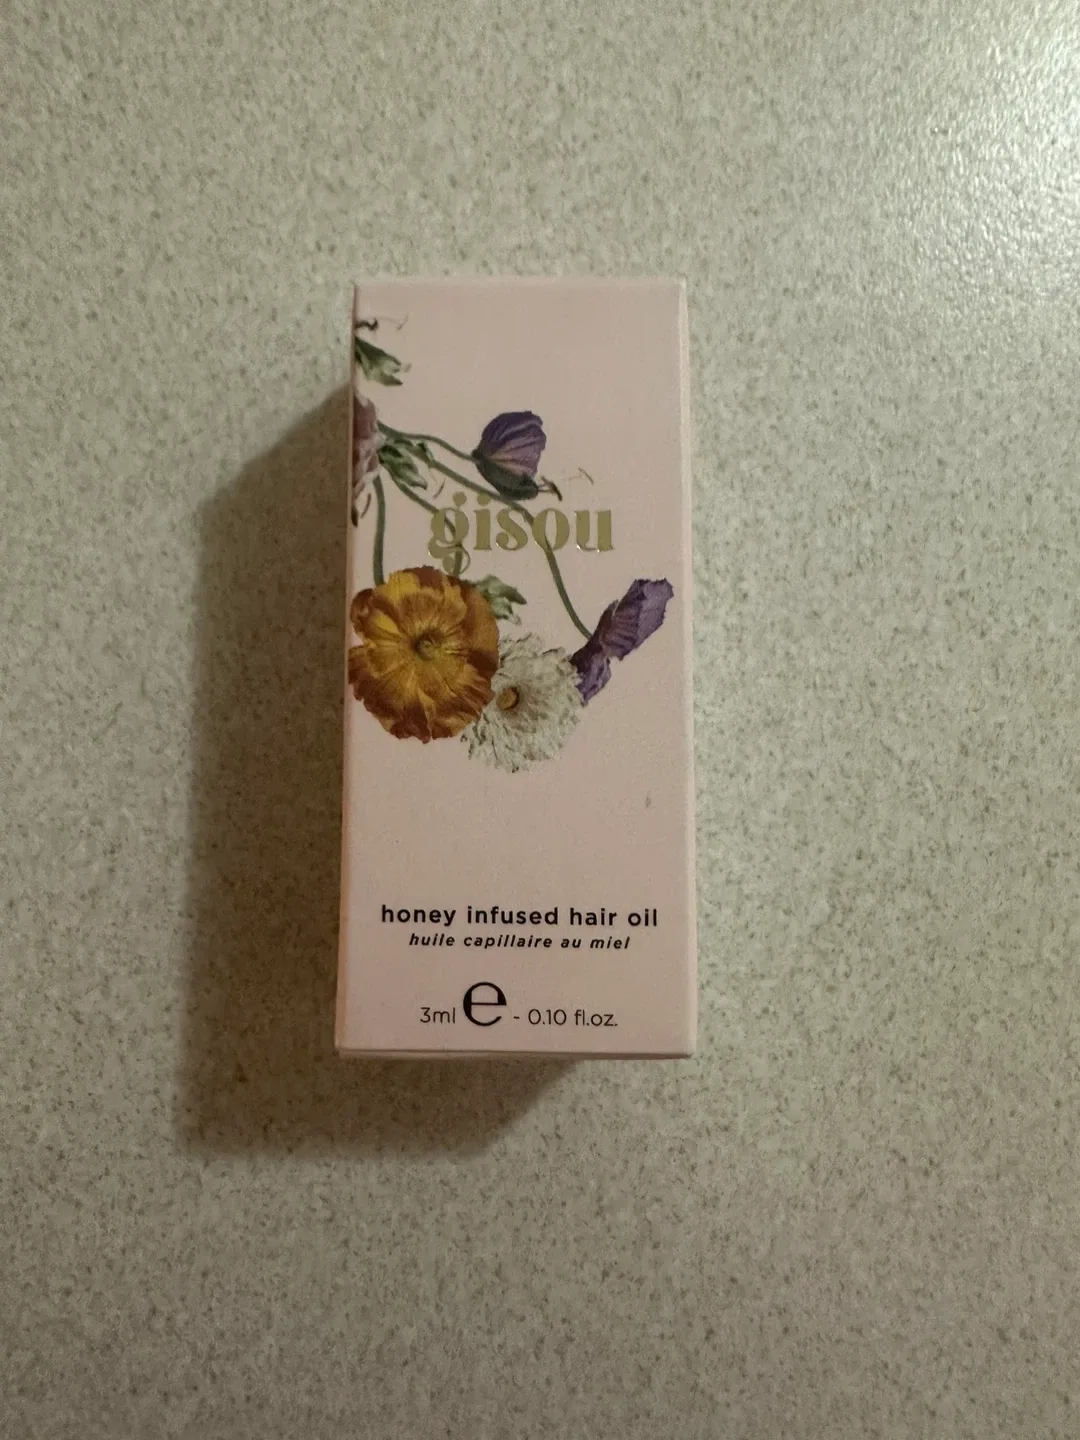 gisou
honey infused hair oil
huile capillaire au miel
3ml e - 0.10 fl.oz.